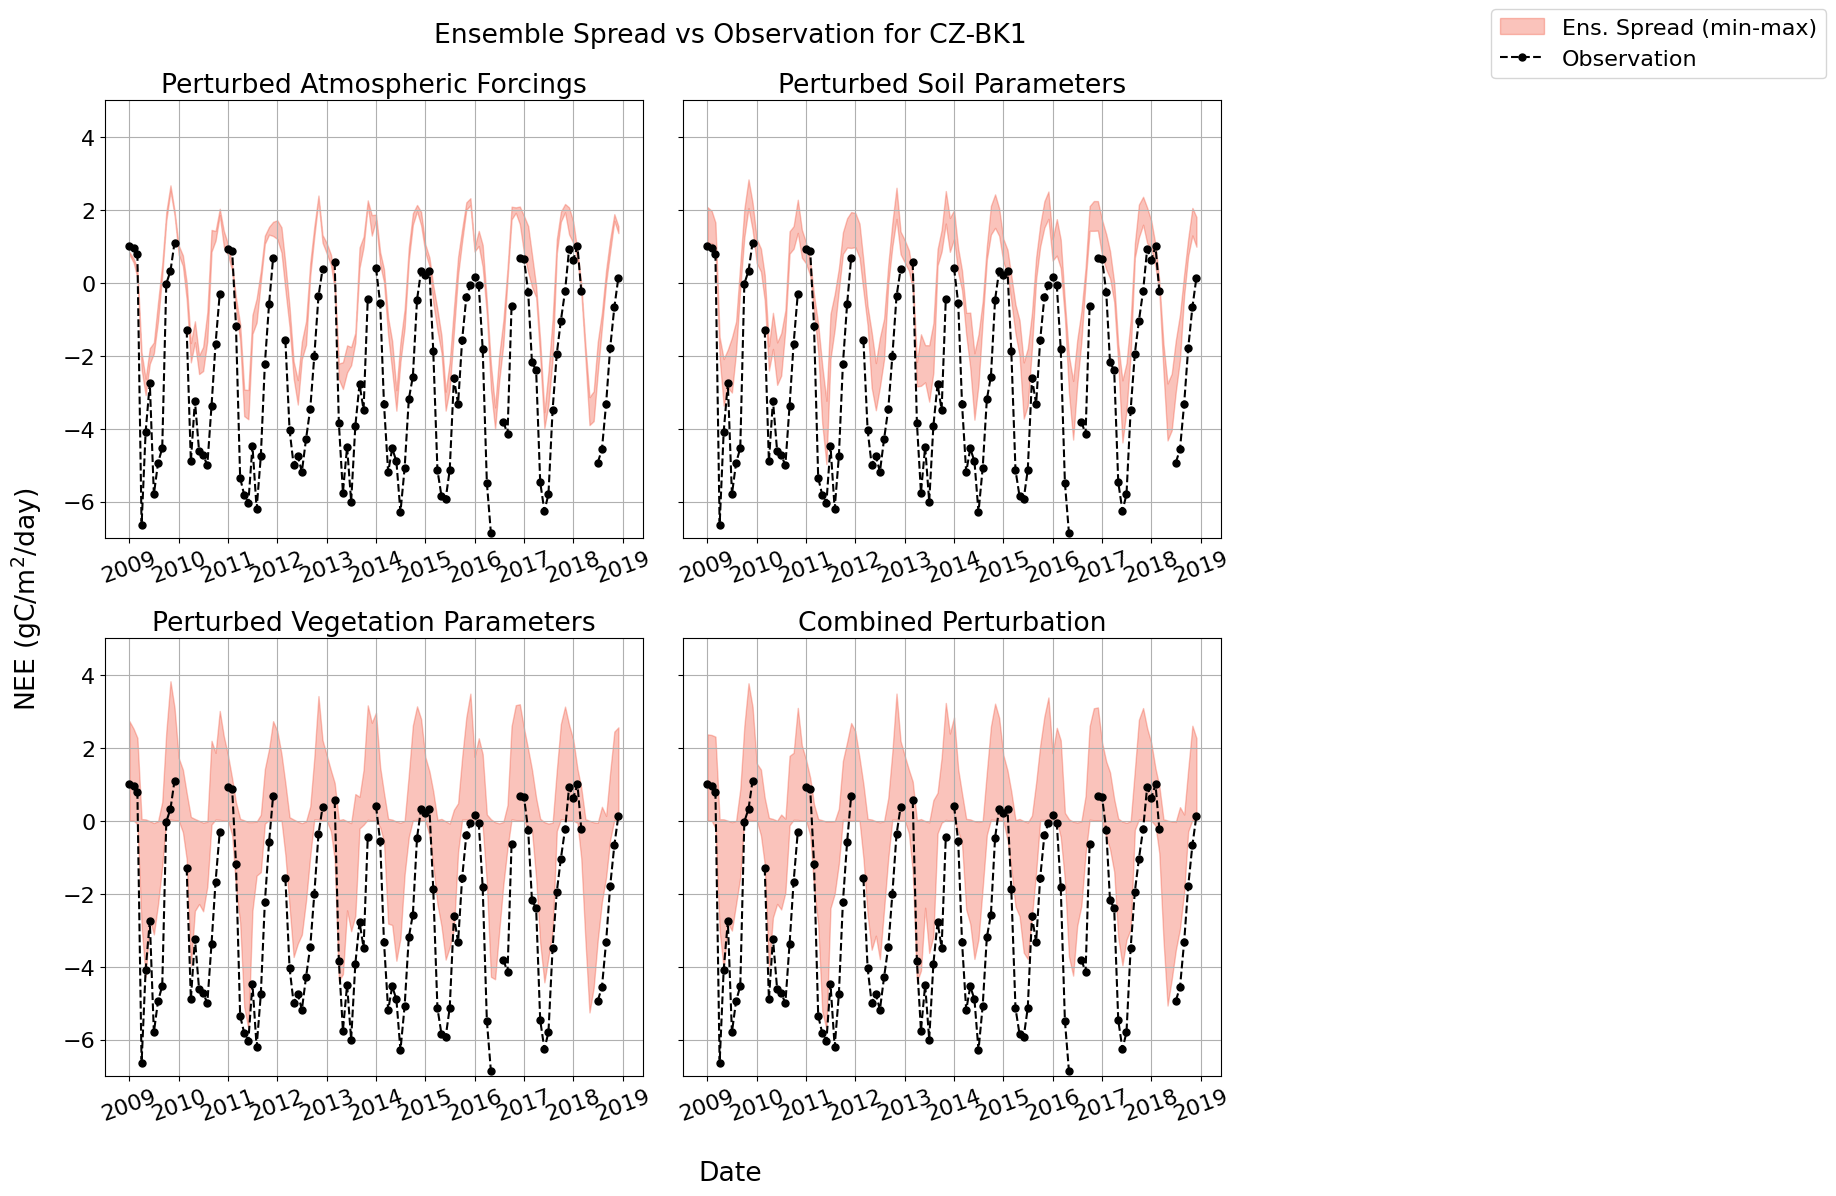 Ensemble Spread vs Observation for CZ-BK1
Ens. Spread (min-max)
Observation
Perturbed Atmospheric Forcings
Perturbed Soil Parameters
4
2
0
−2
−4
−6
2009 2010 2011 2012 2013 2014 2015 2016 2017 2018 2019
2009 2010 2011 2012 2013 2014 2015 2016 2017 2018 2019
NEE (gC/m²/day)
Perturbed Vegetation Parameters
Combined Perturbation
4
2
0
−2
−4
−6
2009 2010 2011 2012 2013 2014 2015 2016 2017 2018 2019
2009 2010 2011 2012 2013 2014 2015 2016 2017 2018 2019
Date